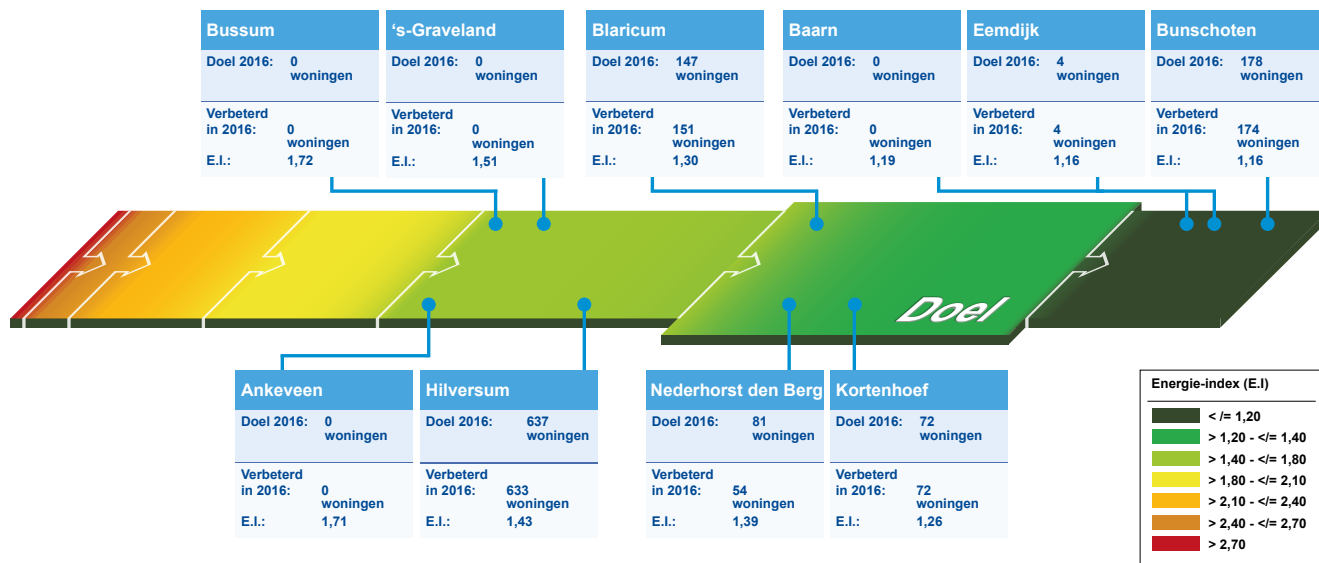 Bussum
Doel 2016: 0 woningen
Verbeterd in 2016: 0 woningen
E.I.: 1,72
‘s-Graveland
Doel 2016: 0 woningen
Verbeterd in 2016: 0 woningen
E.I.: 1,51
Blaricum
Doel 2016: 147 woningen
Verbeterd in 2016: 151 woningen
E.I.: 1,30
Baarn
Doel 2016: 0 woningen
Verbeterd in 2016: 0 woningen
E.I.: 1,19
Eemdijk
Doel 2016: 4 woningen
Verbeterd in 2016: 4 woningen
E.I.: 1,16
Bunschoten
Doel 2016: 178 woningen
Verbeterd in 2016: 174 woningen
E.I.: 1,16
Doel
Ankeveen
Doel 2016: 0 woningen
Verbeterd in 2016: 0 woningen
E.I.: 1,71
Hilversum
Doel 2016: 637 woningen
Verbeterd in 2016: 633 woningen
E.I.: 1,43
Nederhorst den Berg
Doel 2016: 81 woningen
Verbeterd in 2016: 54 woningen
E.I.: 1,39
Kortenhoef
Doel 2016: 72 woningen
Verbeterd in 2016: 72 woningen
E.I.: 1,26
Energie-index (E.I)
< /= 1,20
> 1,20 - </= 1,40
> 1,40 - </= 1,80
> 1,80 - </= 2,10
> 2,10 - </= 2,40
> 2,40 - </= 2,70
> 2,70